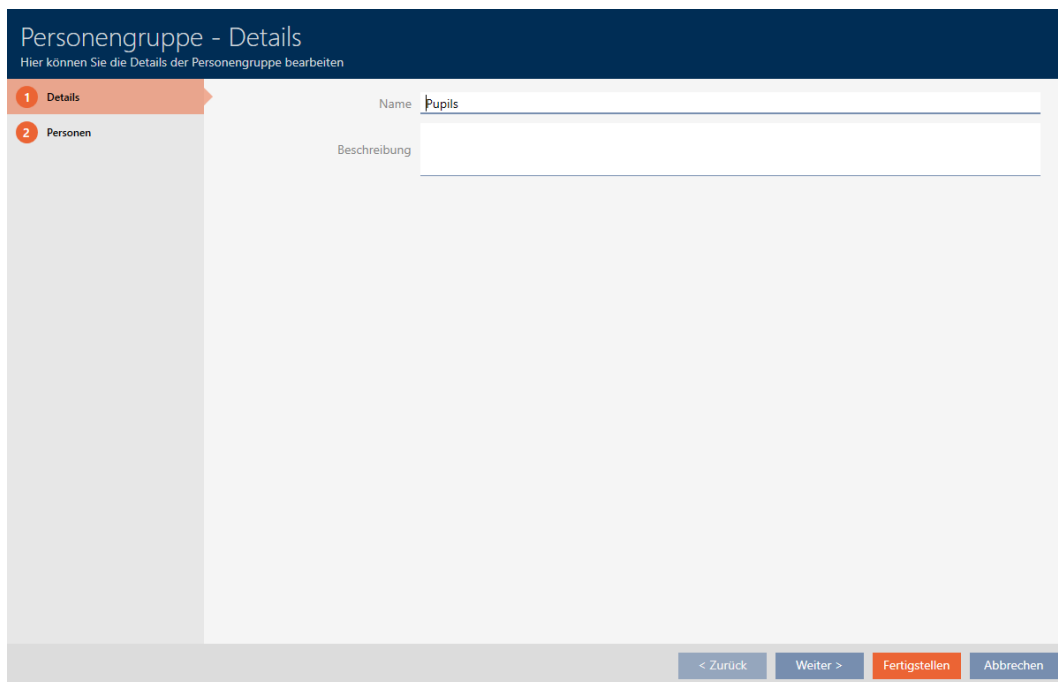 Personengruppe - Details
Hier können Sie die Details der Personengruppe bearbeiten
1 Details
2 Personen
Name Pupils
Beschreibung
< Zurück Weiter > Fertigstellen Abbrechen